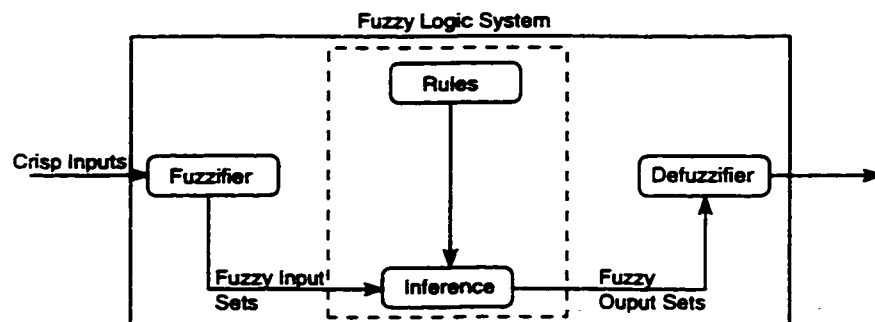 Fuzzy Logic System
Rules
Crisp Inputs
Fuzzifier
Defuzzifier
Fuzzy Input
Sets
Inference
Fuzzy
Ouput Sets